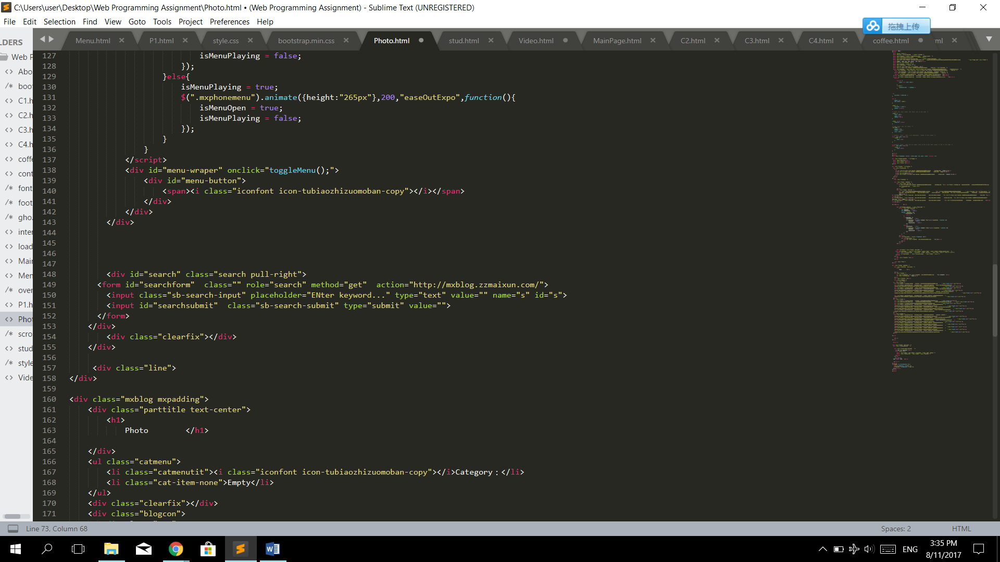 C:\Users\user\Desktop\Web Programming Assignment\Photo.html • (Web Programming Assignment) - Sublime Text (UNREGISTERED)
File Edit Selection Find View Goto Tools Project Preferences Help
拖拽上传
Menu.html P1.html style.css bootstrap.min.css Photo.html stud.html Video.html MainPage.html C2.html C3.html C4.html coffee.html ml
LDERS
Web P
<> Abo
/* boot
<> C1.h
<> C2.h
<> C3.h
<> C4.h
<> coffe
<> cont
/* font
/* foot
/* gho
<> inter
<> load
<> Mair
<> Men
/* over
<> P1.h
<> Phot
/* scro
<> stud
/* style
<> Vide
127 isMenuPlaying = false;
128 });
129 }else{
130 isMenuPlaying = true;
131 $(".mxphonemenu").animate({height:"265px"},200,"easeOutExpo",function(){
132 isMenuOpen = true;
133 isMenuPlaying = false;
134 });
135 }
136 }
137 </script>
138 <div id="menu-wraper" onclick="toggleMenu();">
139 <div id="menu-button">
140 <span><i class="iconfont icon-tubiaozhizuomoban-copy"></i></span>
141 </div>
142 </div>
143 </div>
144
145
146
147
148 <div id="search" class="search pull-right">
149 <form id="searchform"  class="" role="search" method="get"  action="http://mxblog.zzmaixun.com/">
150 <input class="sb-search-input" placeholder="ENter keyword..." type="text" value="" name="s" id="s">
151 <input id="searchsubmit"  class="sb-search-submit" type="submit" value="">
152 </form>
153 </div>
154 <div class="clearfix"></div>
155 </div>
156
157 <div class="line">
158 </div>
159
160 <div class="mxblog mxpadding">
161 <div class="parttitle text-center">
162 <h1>
163 Photo        </h1>
164
165 </div>
166 <ul class="catmenu">
167 <li class="catmenutit"><i class="iconfont icon-tubiaozhizuomoban-copy"></i>Category：</li>
168 <li class="cat-item-none">Empty</li>
169 </ul>
170 <div class="clearfix"></div>
171 <div class="blogcon">
Line 73, Column 68 Spaces: 2 HTML
ENG 3:35 PM
8/11/2017